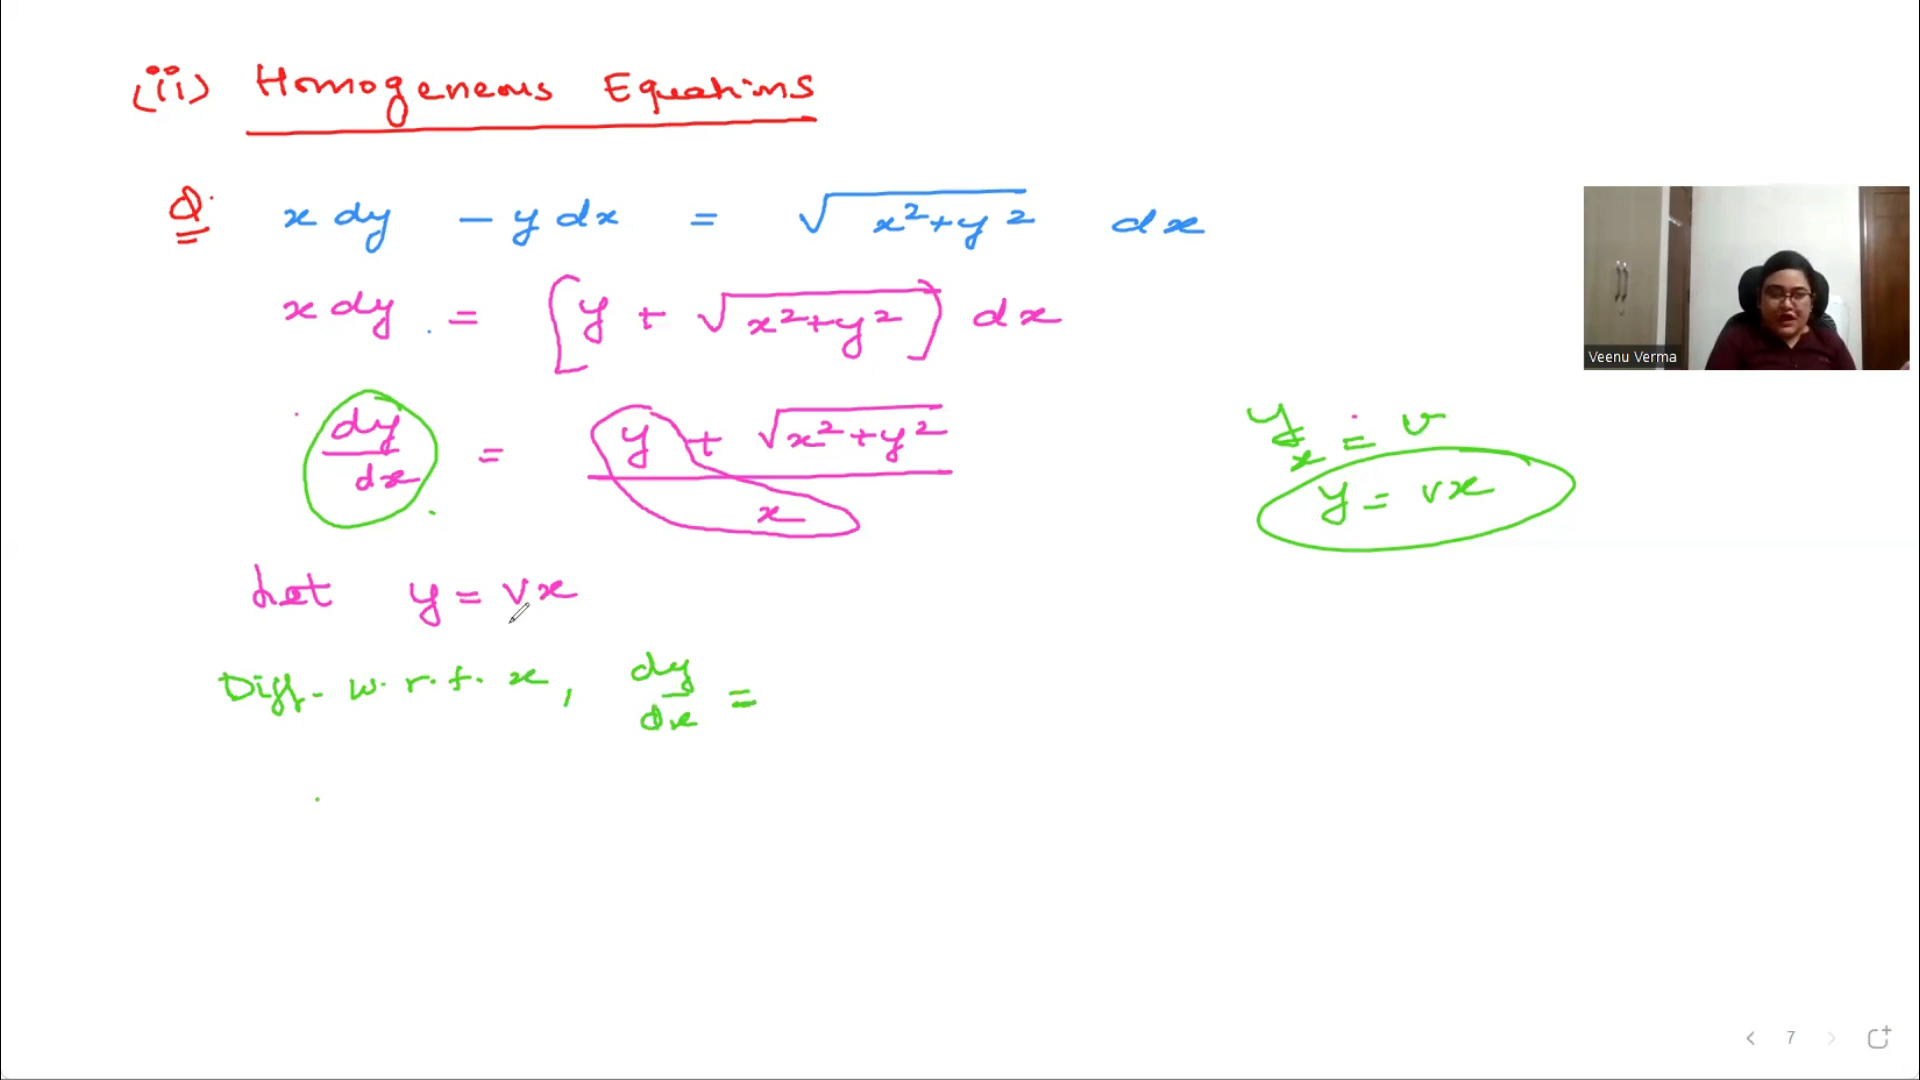 (ii) Homogeneous Equations
Q. x dy - y dx = √(x²+y²) dx
x dy = [y + √(x²+y²)] dx
dy/dx = (y + √(x²+y²))/x
y/x = v
y = vx
Let y = vx
Diff. w.r.t. x, dy/dx =
Veenu Verma
7